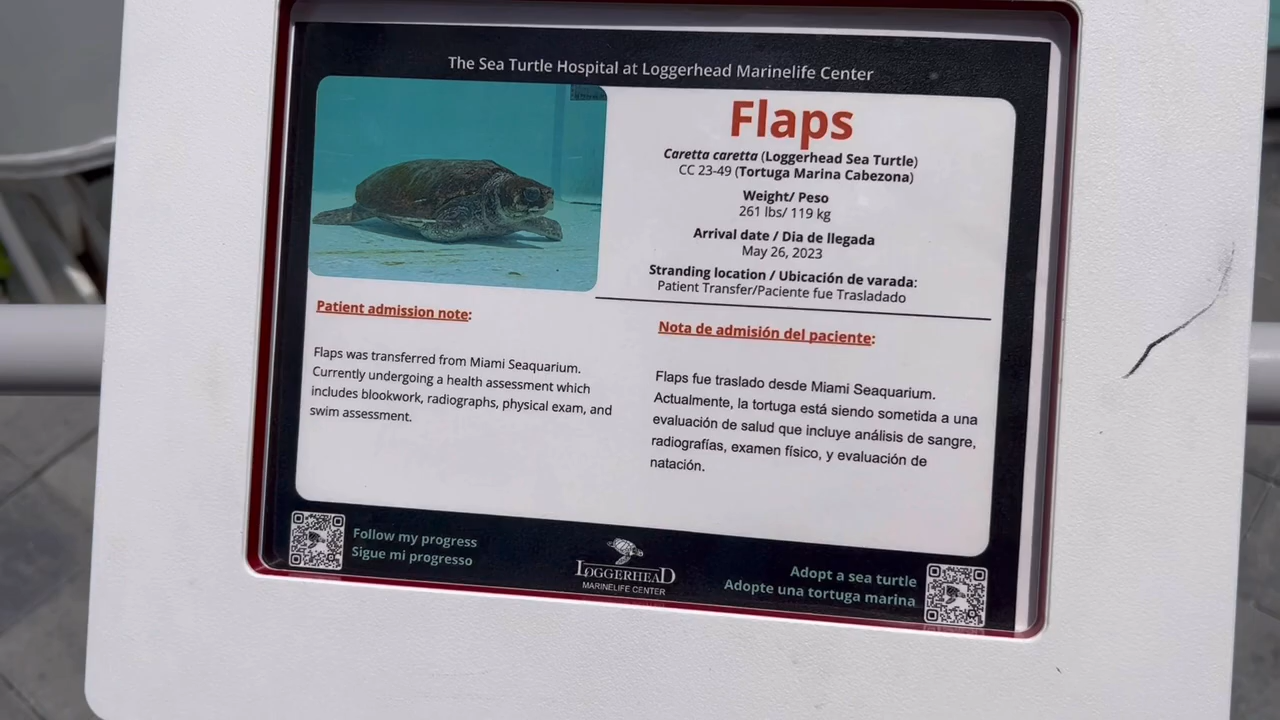 The Sea Turtle Hospital at Loggerhead Marinelife Center
Flaps
Caretta caretta (Loggerhead Sea Turtle)
CC 23-49 (Tortuga Marina Cabezona)
Weight/ Peso
261 lbs/ 119 kg
Arrival date / Dia de llegada
May 26, 2023
Stranding location / Ubicación de varada:
Patient Transfer/Paciente fue Trasladado
Patient admission note:
Flaps was transferred from Miami Seaquarium.
Currently undergoing a health assessment which
includes blookwork, radiographs, physical exam, and
swim assessment.
Nota de admisión del paciente:
Flaps fue traslado desde Miami Seaquarium.
Actualmente, la tortuga está siendo sometida a una
evaluación de salud que incluye análisis de sangre,
radiografías, examen físico, y evaluación de
natación.
Follow my progress
Sigue mi progresso
LOGGERHEAD
MARINELIFE CENTER
Adopt a sea turtle
Adopte una tortuga marina